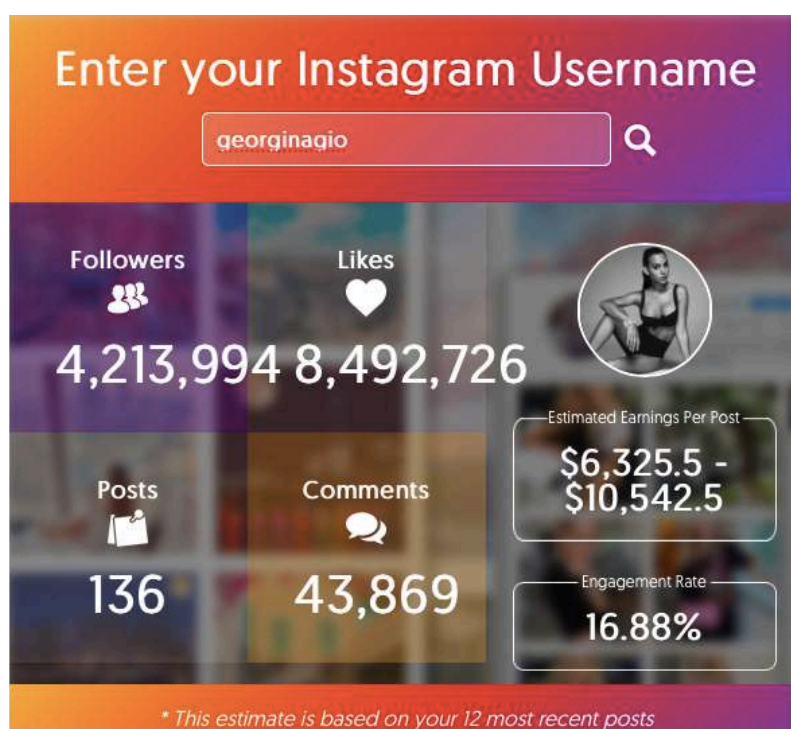 Enter your Instagram Username
georginagio
Followers
Likes
4,213,994
8,492,726
Estimated Earnings Per Post
$6,325.5 -
$10,542.5
Posts
Comments
136
43,869
Engagement Rate
16.88%
* This estimate is based on your 12 most recent posts